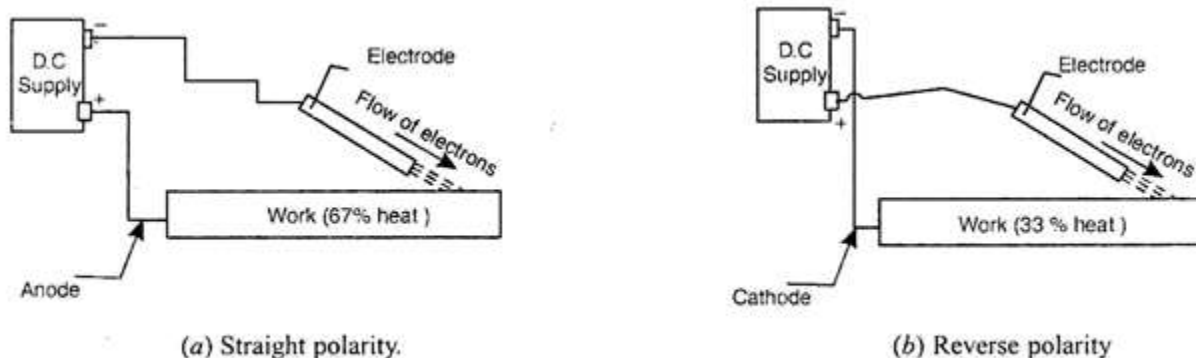 D.C
Supply
−
+
Electrode
Flow of electrons
Work (67% heat )
Anode
(a) Straight polarity.
D.C
Supply
−
+
Electrode
Flow of electrons
Work (33 % heat )
Cathode
(b) Reverse polarity